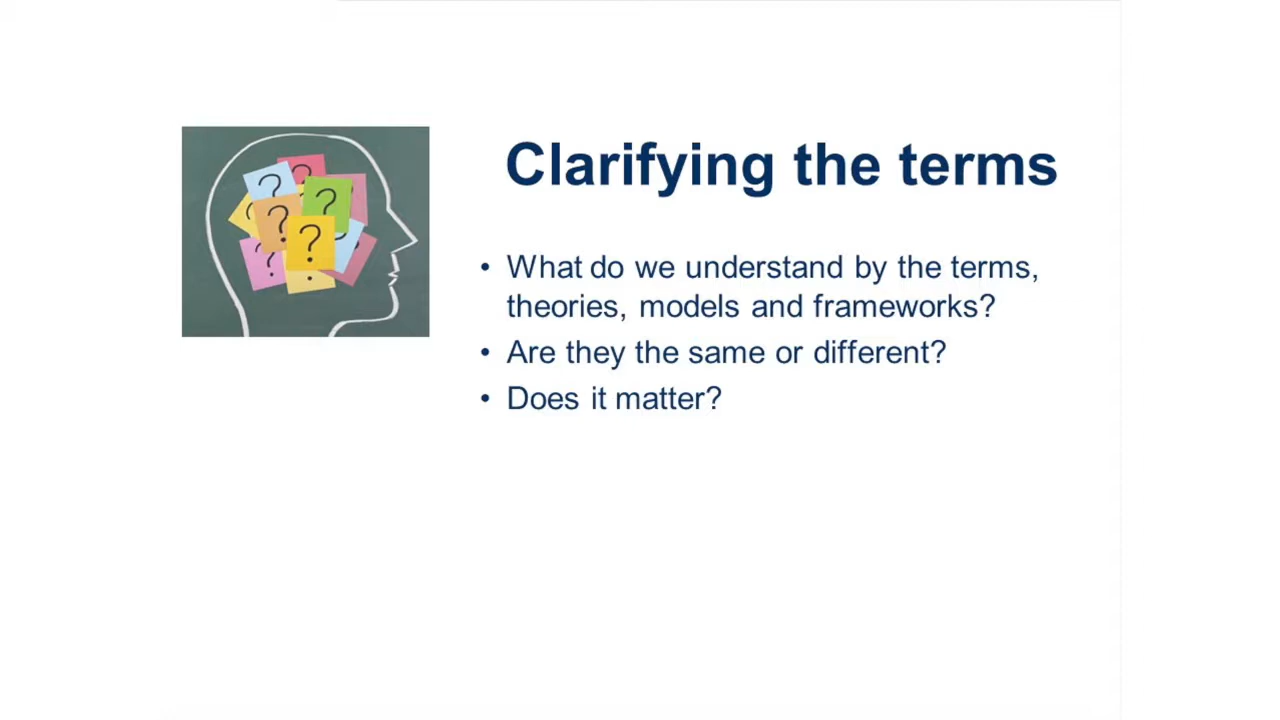 Clarifying the terms
• What do we understand by the terms,
theories, models and frameworks?
• Are they the same or different?
• Does it matter?
? ? ? ? ? ? ? ?